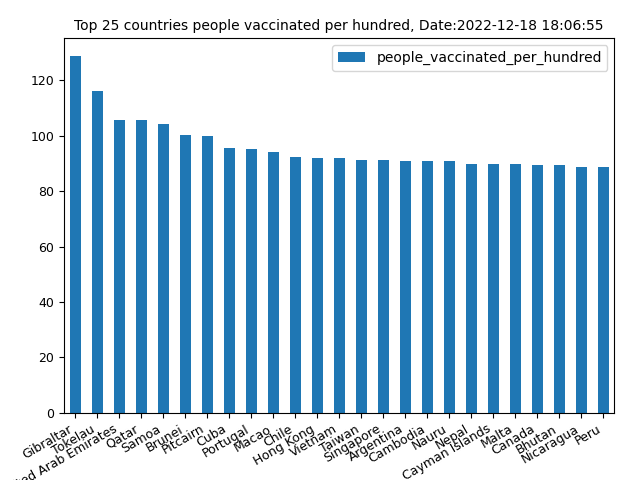 Top 25 countries people vaccinated per hundred, Date:2022-12-18 18:06:55
people_vaccinated_per_hundred
120
100
80
60
40
20
0
Gibraltar
Tokelau
Arab Emirates
Qatar
Samoa
Brunei
Pitcairn
Cuba
Portugal
Macao
Chile
Hong Kong
Vietnam
Taiwan
Singapore
Argentina
Cambodia
Nauru
Nepal
Cayman Islands
Malta
Canada
Bhutan
Nicaragua
Peru